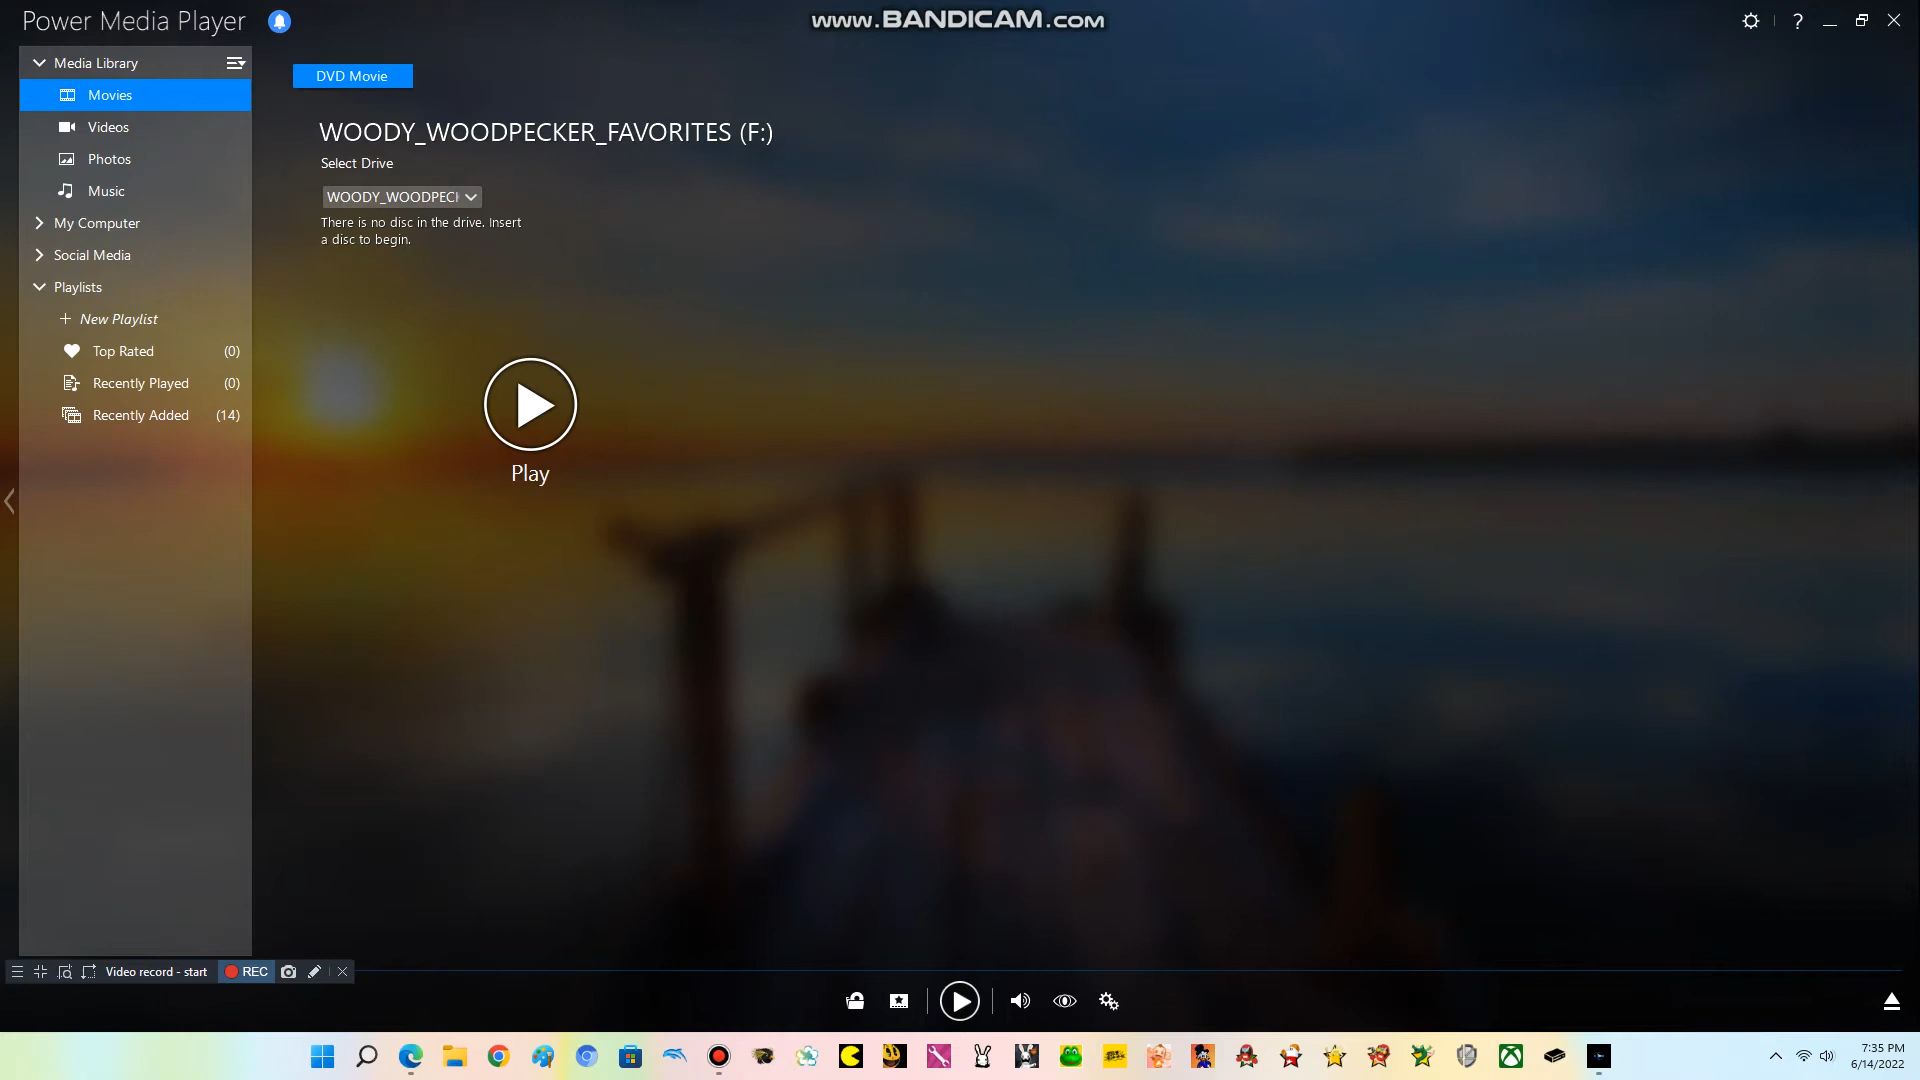 Power Media Player
www.BANDICAM.com
Media Library
Movies
Videos
Photos
Music
My Computer
Social Media
Playlists
New Playlist
Top Rated (0)
Recently Played (0)
Recently Added (14)
DVD Movie
WOODY_WOODPECKER_FAVORITES (F:)
Select Drive
WOODY_WOODPECK
There is no disc in the drive. Insert
a disc to begin.
Play
Video record - start
REC
7:35 PM
6/14/2022